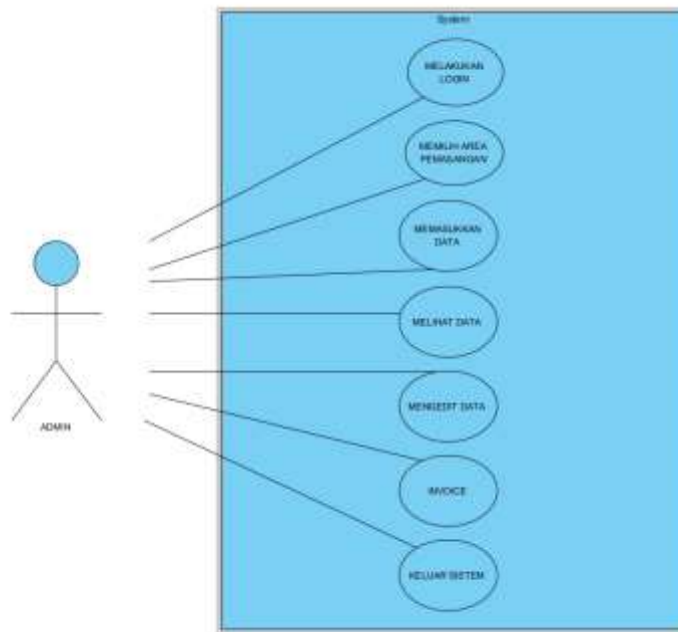 System
MELAKUKAN
LOGIN
MEMILIH AREA
PEMASANGAN
MEMASUKKAN
DATA
MELIHAT DATA
MENGEDIT DATA
INVOICE
KELUAR SISTEM
ADMIN